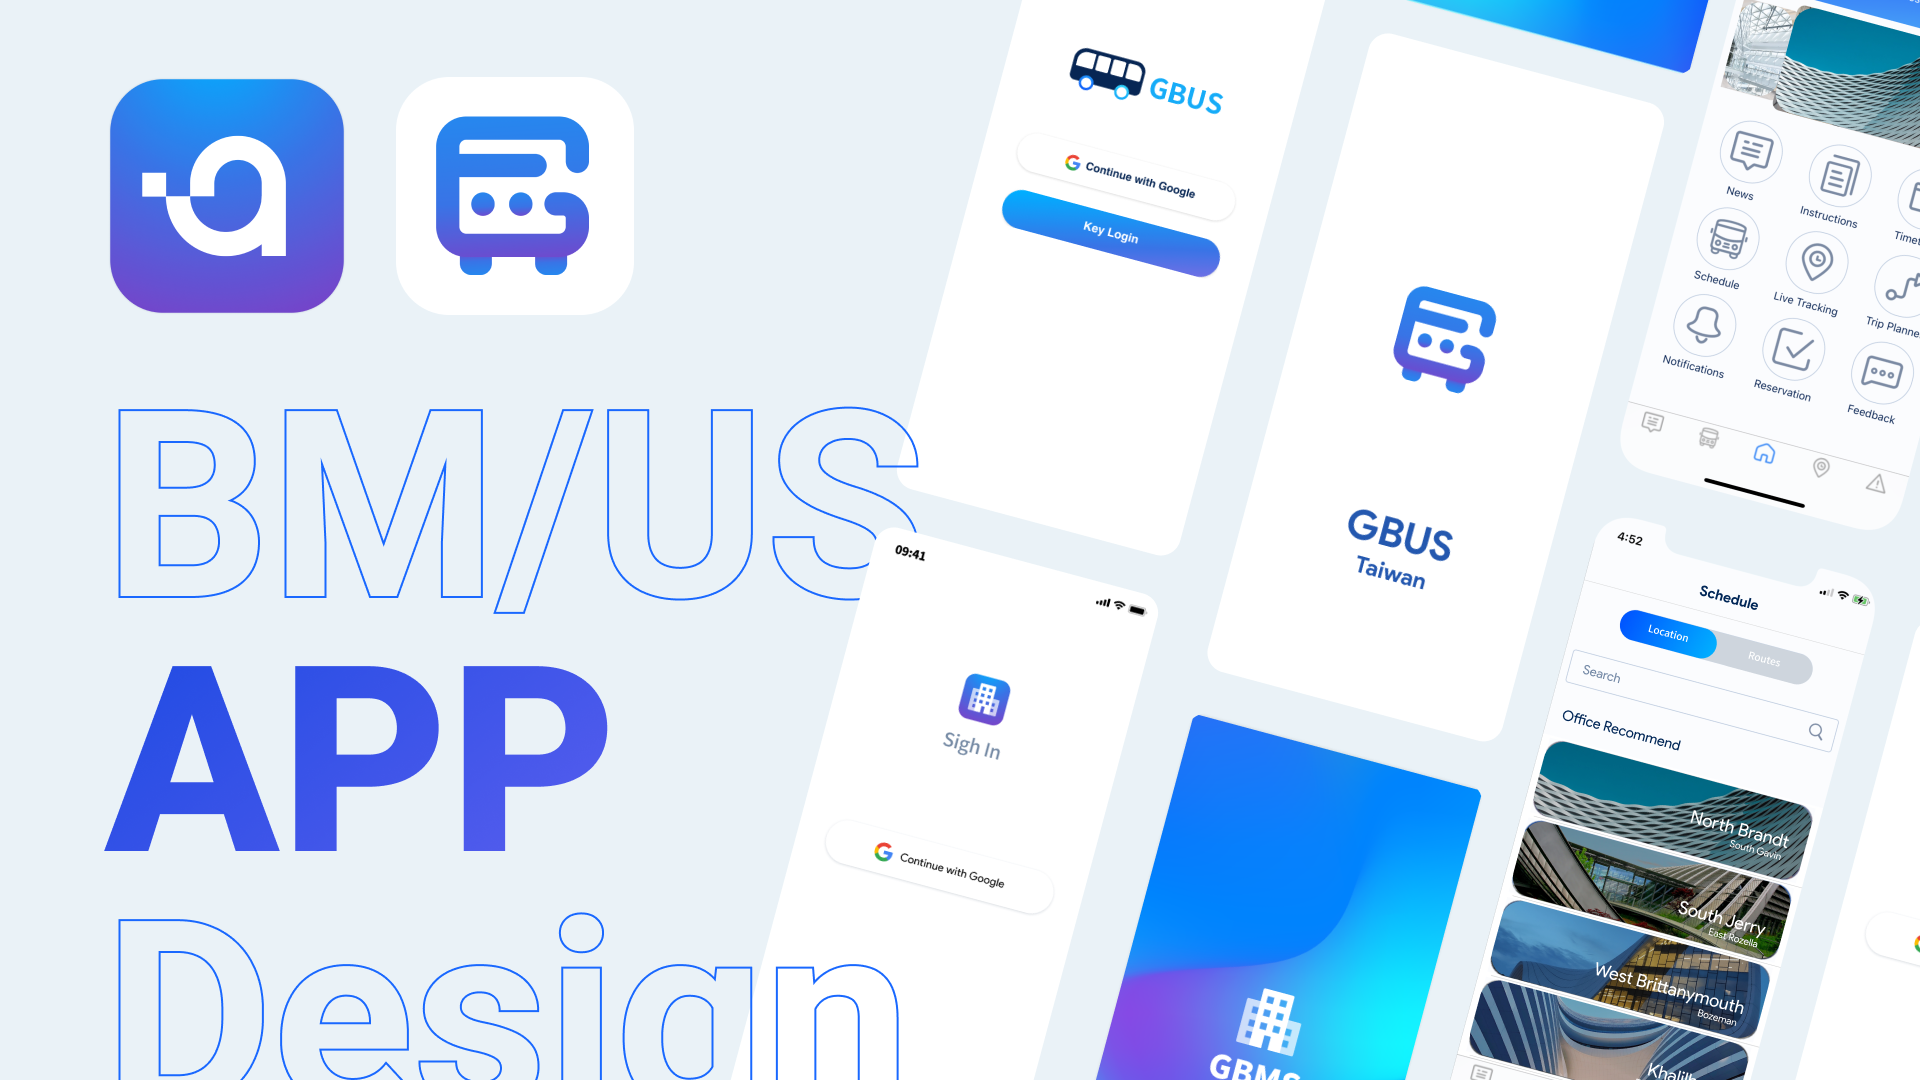 BM/US
APP
Design
GBUS
Continue with Google
Key Login
09:41
Sigh In
Continue with Google
GBUS
Taiwan
GBMS
News
Instructions
Schedule
Live Tracking
Trip Planne
Notifications
Reservation
Feedback
4:52
Schedule
Location
Routes
Search
Office Recommend
North Brandt
South Gavin
South Jerry
East Rozella
West Brittanymouth
Bozeman